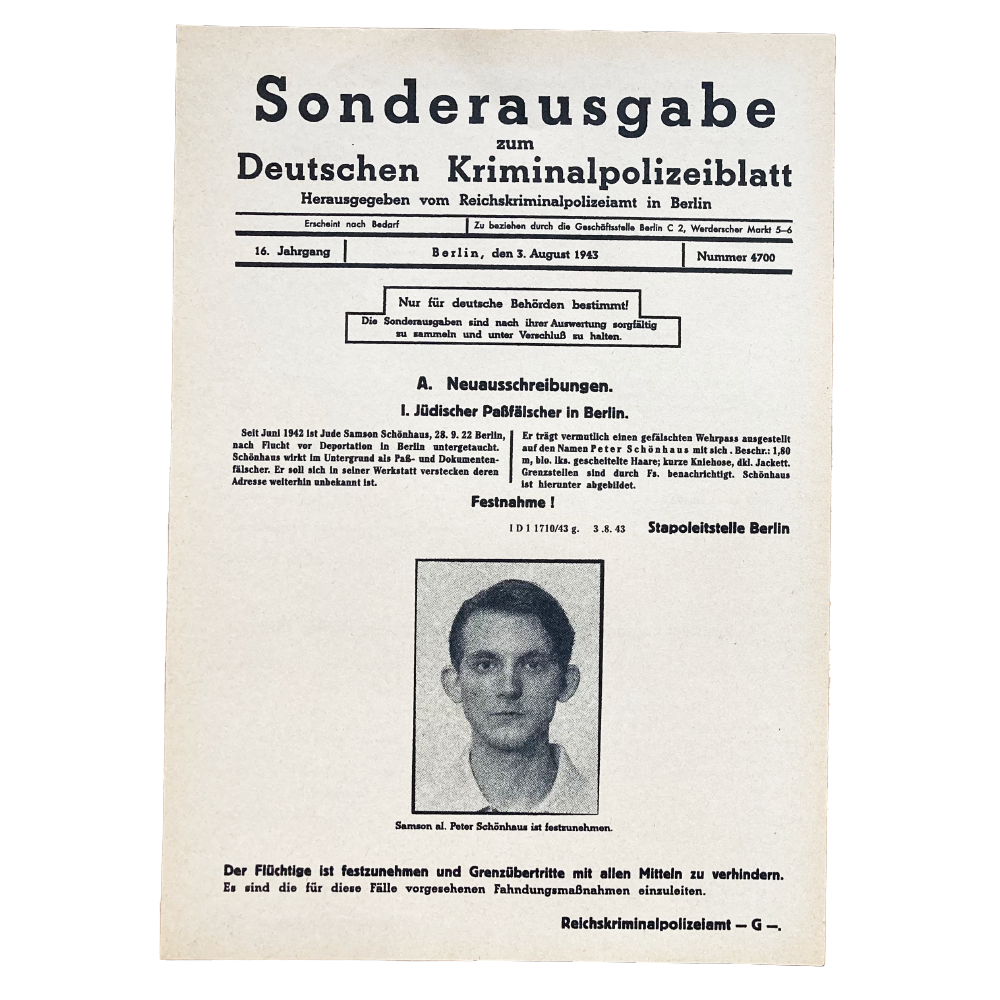 Sonderausgabe
zum
Deutschen Kriminalpolizeiblatt
Herausgegeben vom Reichskriminalpolizeiamt in Berlin
Erscheint nach Bedarf
Zu beziehen durch die Geschäftsstelle Berlin C 2, Werderscher Markt 5–6
16. Jahrgang
Berlin, den 3. August 1943
Nummer 4700
Nur für deutsche Behörden bestimmt!
Die Sonderausgaben sind nach ihrer Auswertung sorgfältig
zu sammeln und unter Verschluß zu halten.
A. Neuausschreibungen.
I. Jüdischer Paßfälscher in Berlin.
Seit Juni 1942 ist Jude Samson Schönhaus, 28. 9. 22 Berlin,
nach Flucht vor Deportation in Berlin untergetaucht.
Schönhaus wirkt im Untergrund als Paß- und Dokumenten-
fälscher. Er soll sich in seiner Werkstatt verstecken deren
Adresse weiterhin unbekannt ist.
Er trägt vermutlich einen gefälschten Wehrpass ausgestellt
auf den Namen Peter Schönhaus mit sich . Beschr.: 1,80
m, blo. lks. gescheitelte Haare; kurze Kniehose, dkl. Jackett.
Grenzstellen sind durch Fs. benachrichtigt. Schönhaus
ist hierunter abgebildet.
Festnahme !
I D 1 1710/43 g. 3 .8. 43 Stapoleitstelle Berlin
Samson al. Peter Schönhaus ist festzunehmen.
Der Flüchtige ist festzunehmen und Grenzübertritte mit allen Mitteln zu verhindern.
Es sind die für diese Fälle vorgesehenen Fahndungsmaßnahmen einzuleiten.
Reichskriminalpolizeiamt — G —.